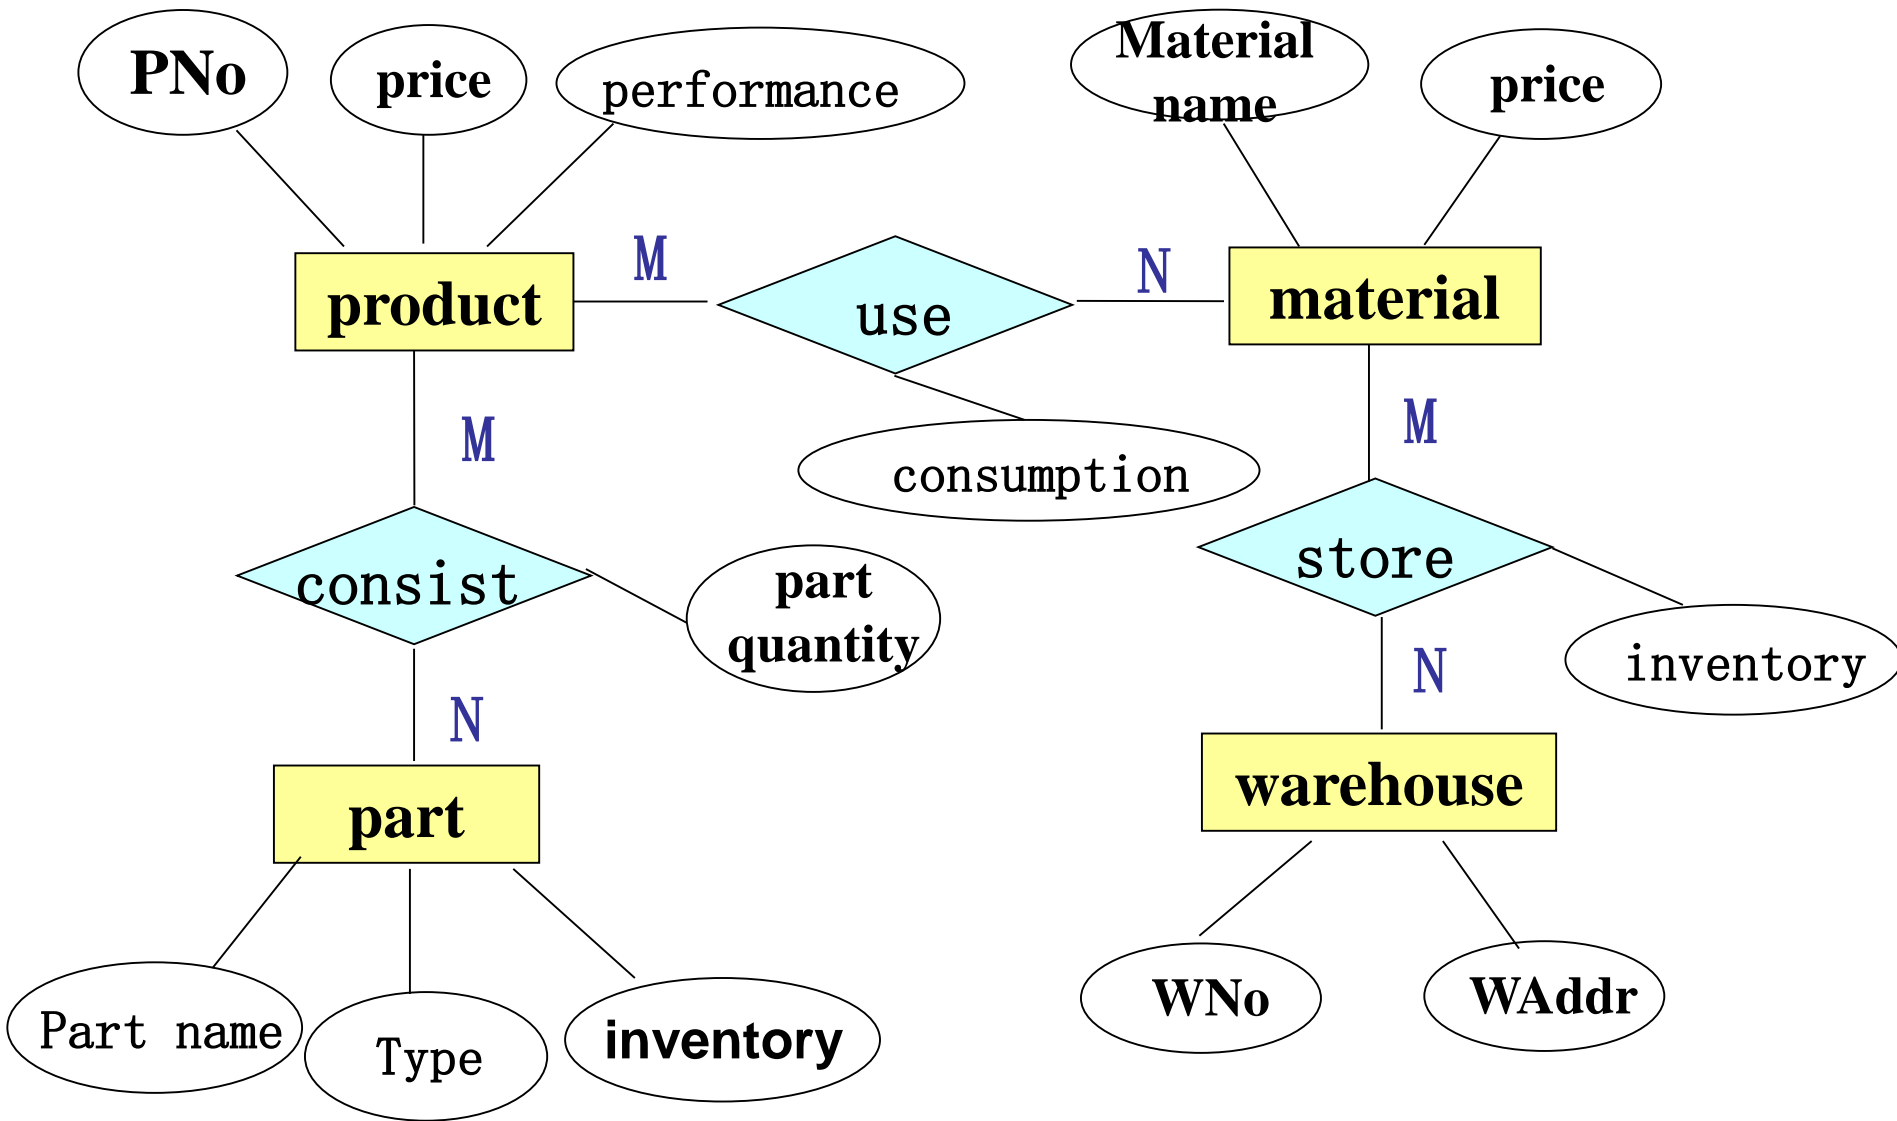 PNo
price
performance
Material
name
price
product
M
use
N
material
consumption
M
M
consist
part
quantity
store
inventory
N
N
part
warehouse
Part name
Type
inventory
WNo
WAddr